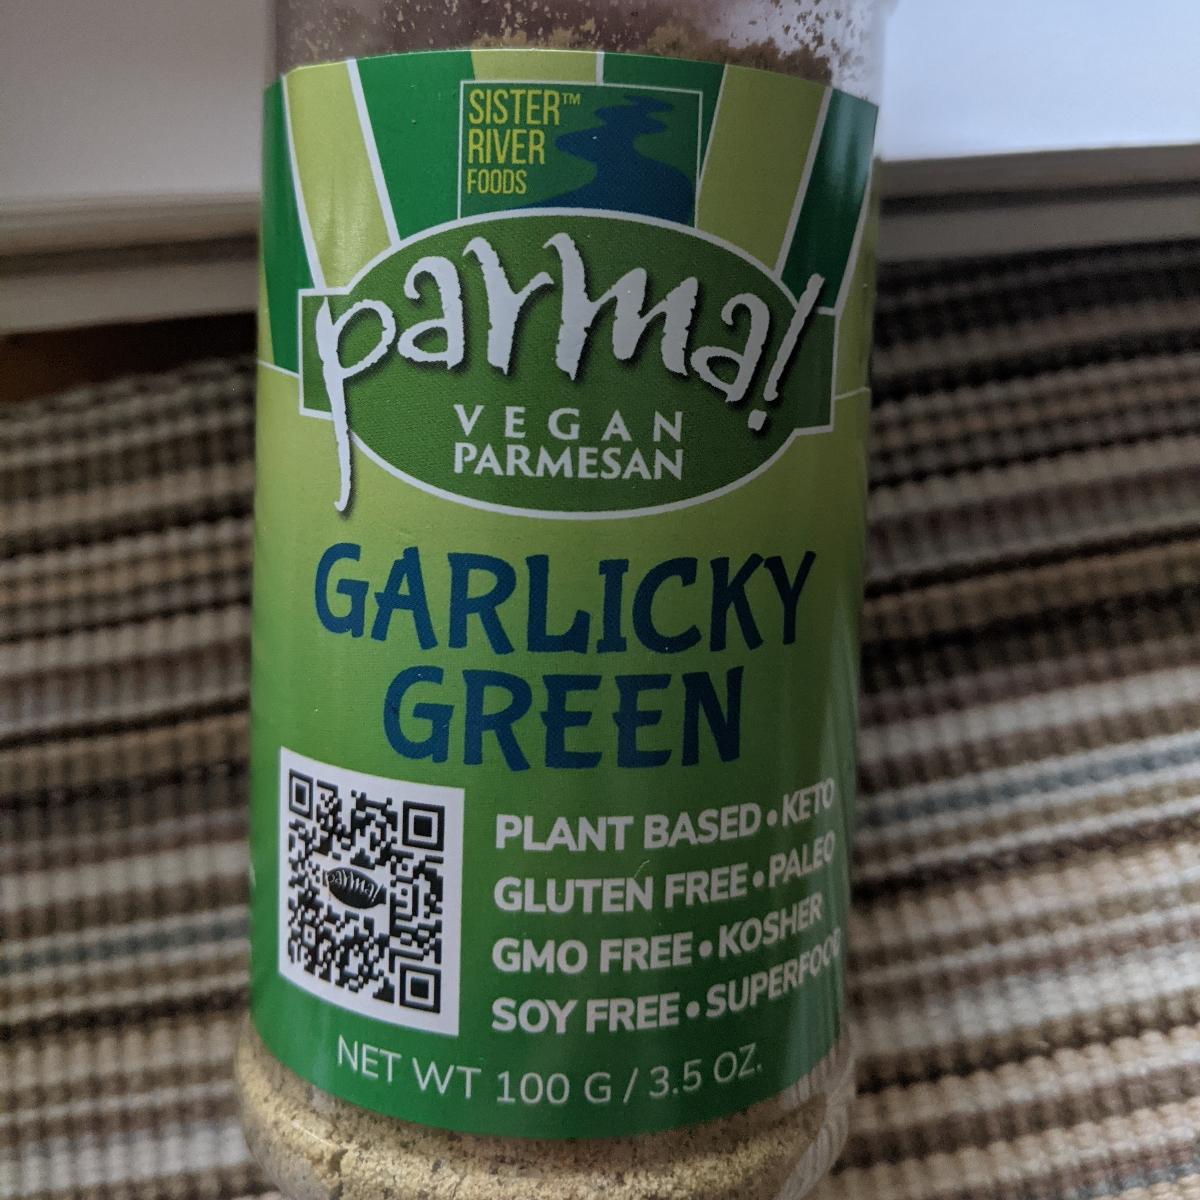 SISTER™
RIVER
FOODS
parma!
VEGAN
PARMESAN
GARLICKY
GREEN
parma!
PLANT BASED • KETO
GLUTEN FREE • PALEO
GMO FREE • KOSHER
SOY FREE • SUPERFOOD
NET WT 100 G / 3.5 OZ.